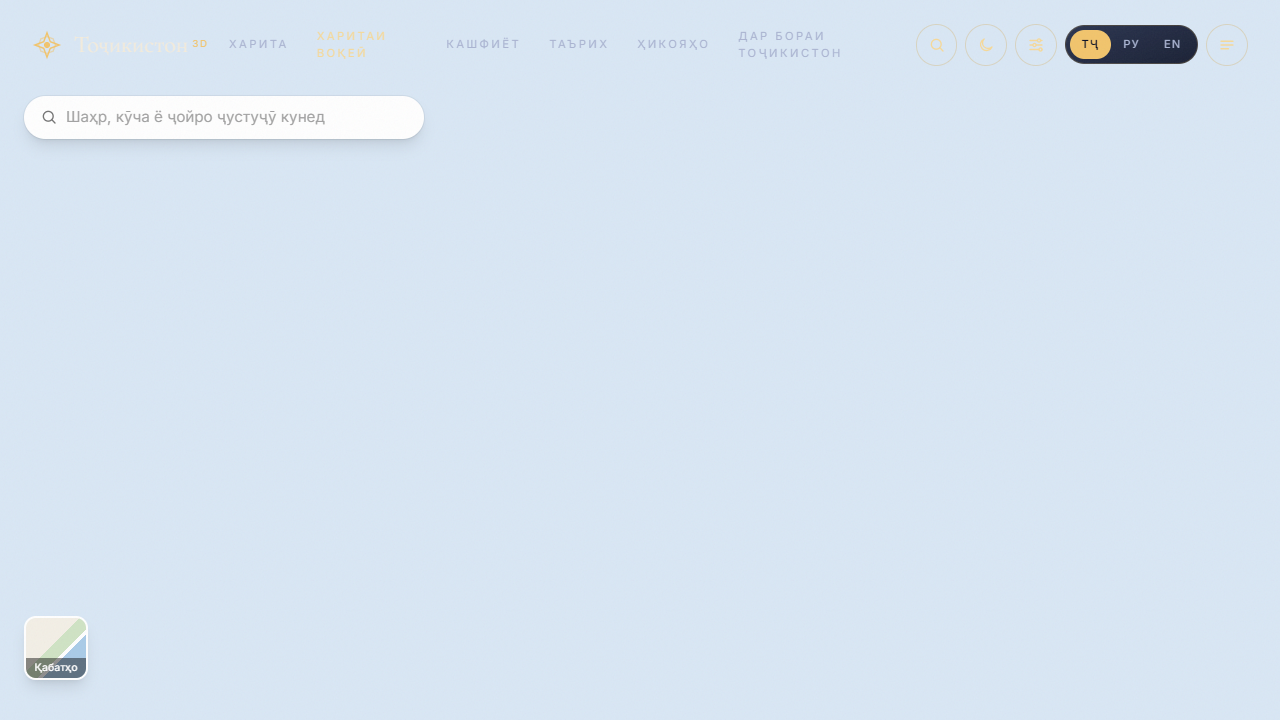 Тоҷикистон 3D
ХАРИТА
ХАРИТАИ
ВОҚЕӢ
КАШФИЁТ
ТАЪРИХ
ҲИКОЯҲО
ДАР БОРАИ
ТОҶИКИСТОН
ТҶ
РУ
EN
Шаҳр, кӯча ё ҷойро ҷустуҷӯ кунед
Қабатҳо